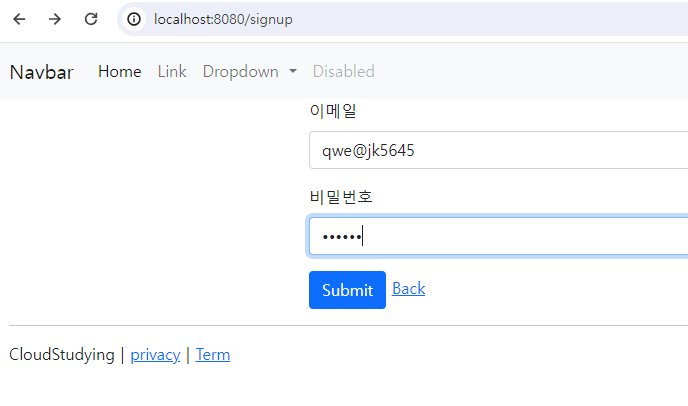 localhost:8080/signup
Navbar Home Link Dropdown Disabled
이메일
qwe@jk5645
비밀번호
••••••
Submit Back
CloudStudying | privacy | Term